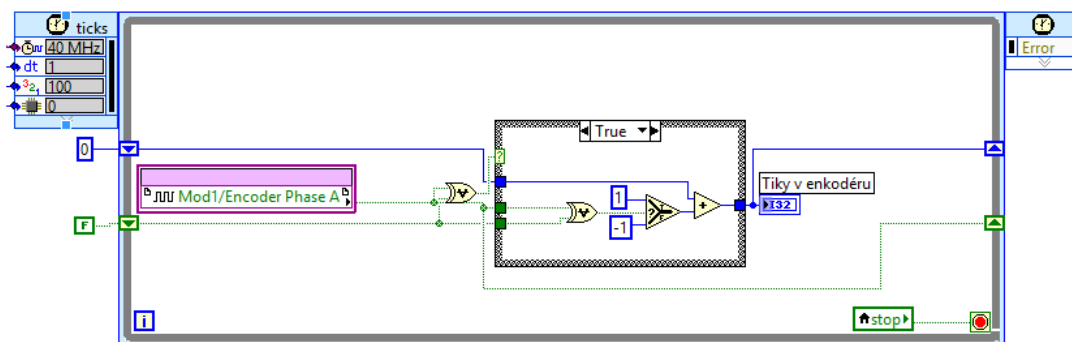 ticks
40 MHz
dt 1
100
0
Error
0
True
Mod1/Encoder Phase A
?
1
-1
?
T
F
+
Tiky v enkodéru
I32
F
i
stop